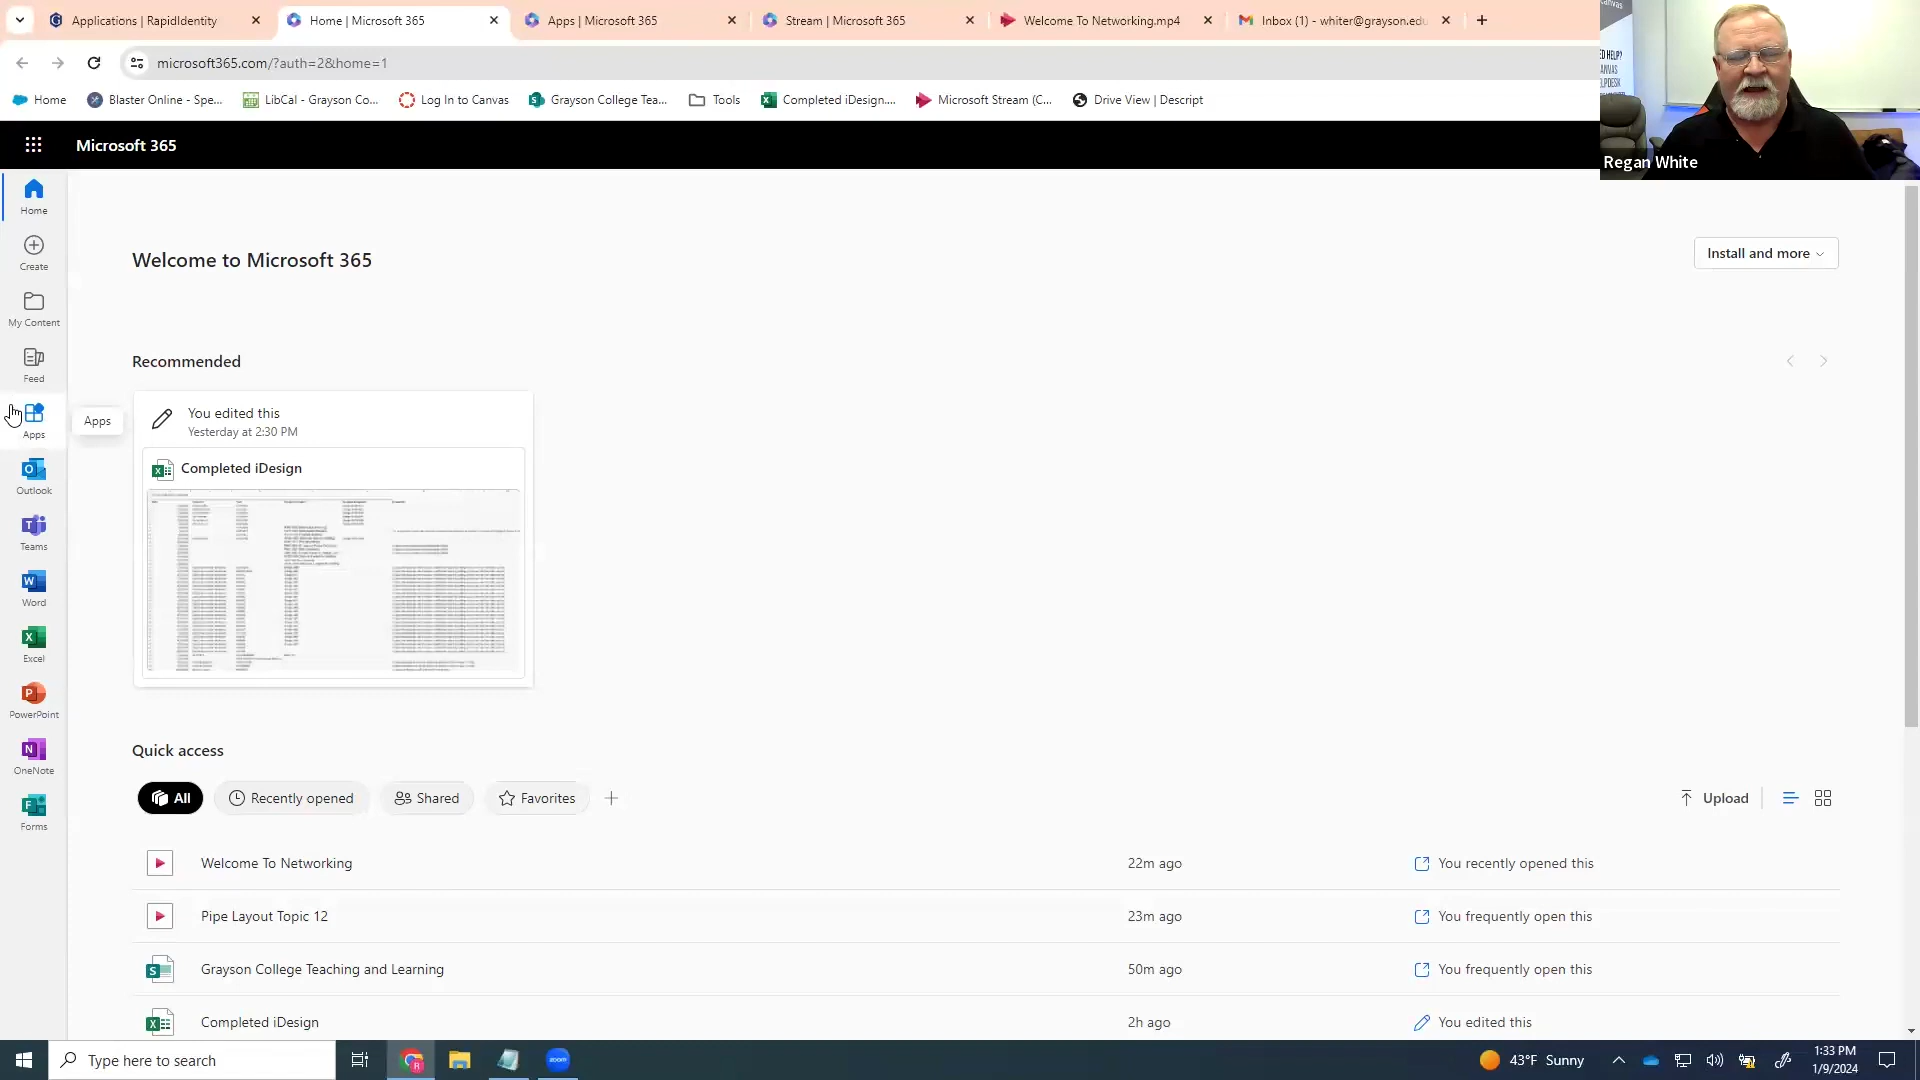 Applications | RapidIdentity
Home | Microsoft 365
Apps | Microsoft 365
Stream | Microsoft 365
Welcome To Networking.mp4
Inbox (1) - whiter@grayson.edu
microsoft365.com/?auth=2&home=1
Home
Blaster Online - Spe...
LibCal - Grayson Co...
Log In to Canvas
Grayson College Tea...
Tools
Completed iDesign....
Microsoft Stream (C...
Drive View | Descript
Regan White
Microsoft 365
Home
Create
My Content
Feed
Apps
Outlook
Teams
Word
Excel
PowerPoint
OneNote
Forms
Apps
Welcome to Microsoft 365
Install and more
Recommended
You edited this
Yesterday at 2:30 PM
Completed iDesign
Quick access
All
Recently opened
Shared
Favorites
Upload
Welcome To Networking 22m ago You recently opened this
Pipe Layout Topic 12 23m ago You frequently open this
Grayson College Teaching and Learning 50m ago You frequently open this
Completed iDesign 2h ago You edited this
Type here to search
zoom
43°F Sunny
1:33 PM
1/9/2024